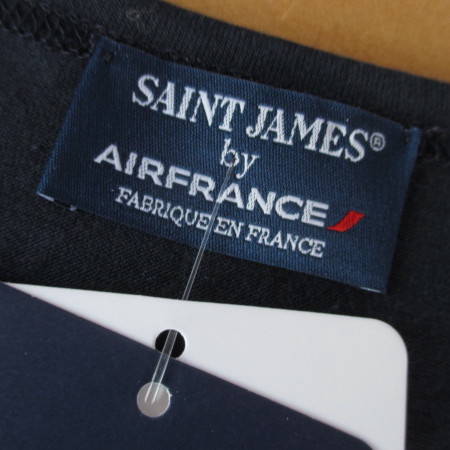 SAINT JAMES®
by
AIRFRANCE
FABRIQUE EN FRANCE